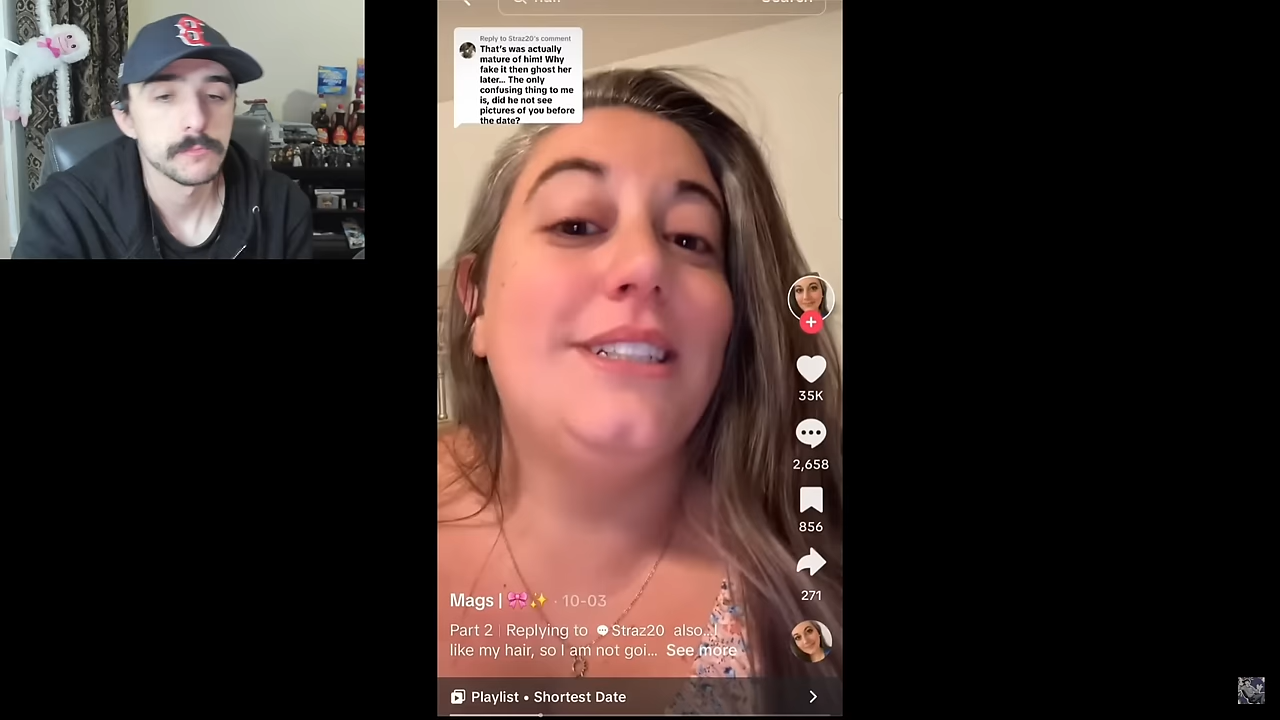 Search
Reply to Straz20's comment
That's was actually
mature of him! Why
fake it then ghost her
later... The only
confusing thing to me
is, did he not see
pictures of you before
the date?
35K
2,658
856
271
Mags | 🎀✨ · 10-03
Part 2 | Replying to 💬Straz20 also...I
like my hair, so I am not goi... See more
Playlist • Shortest Date